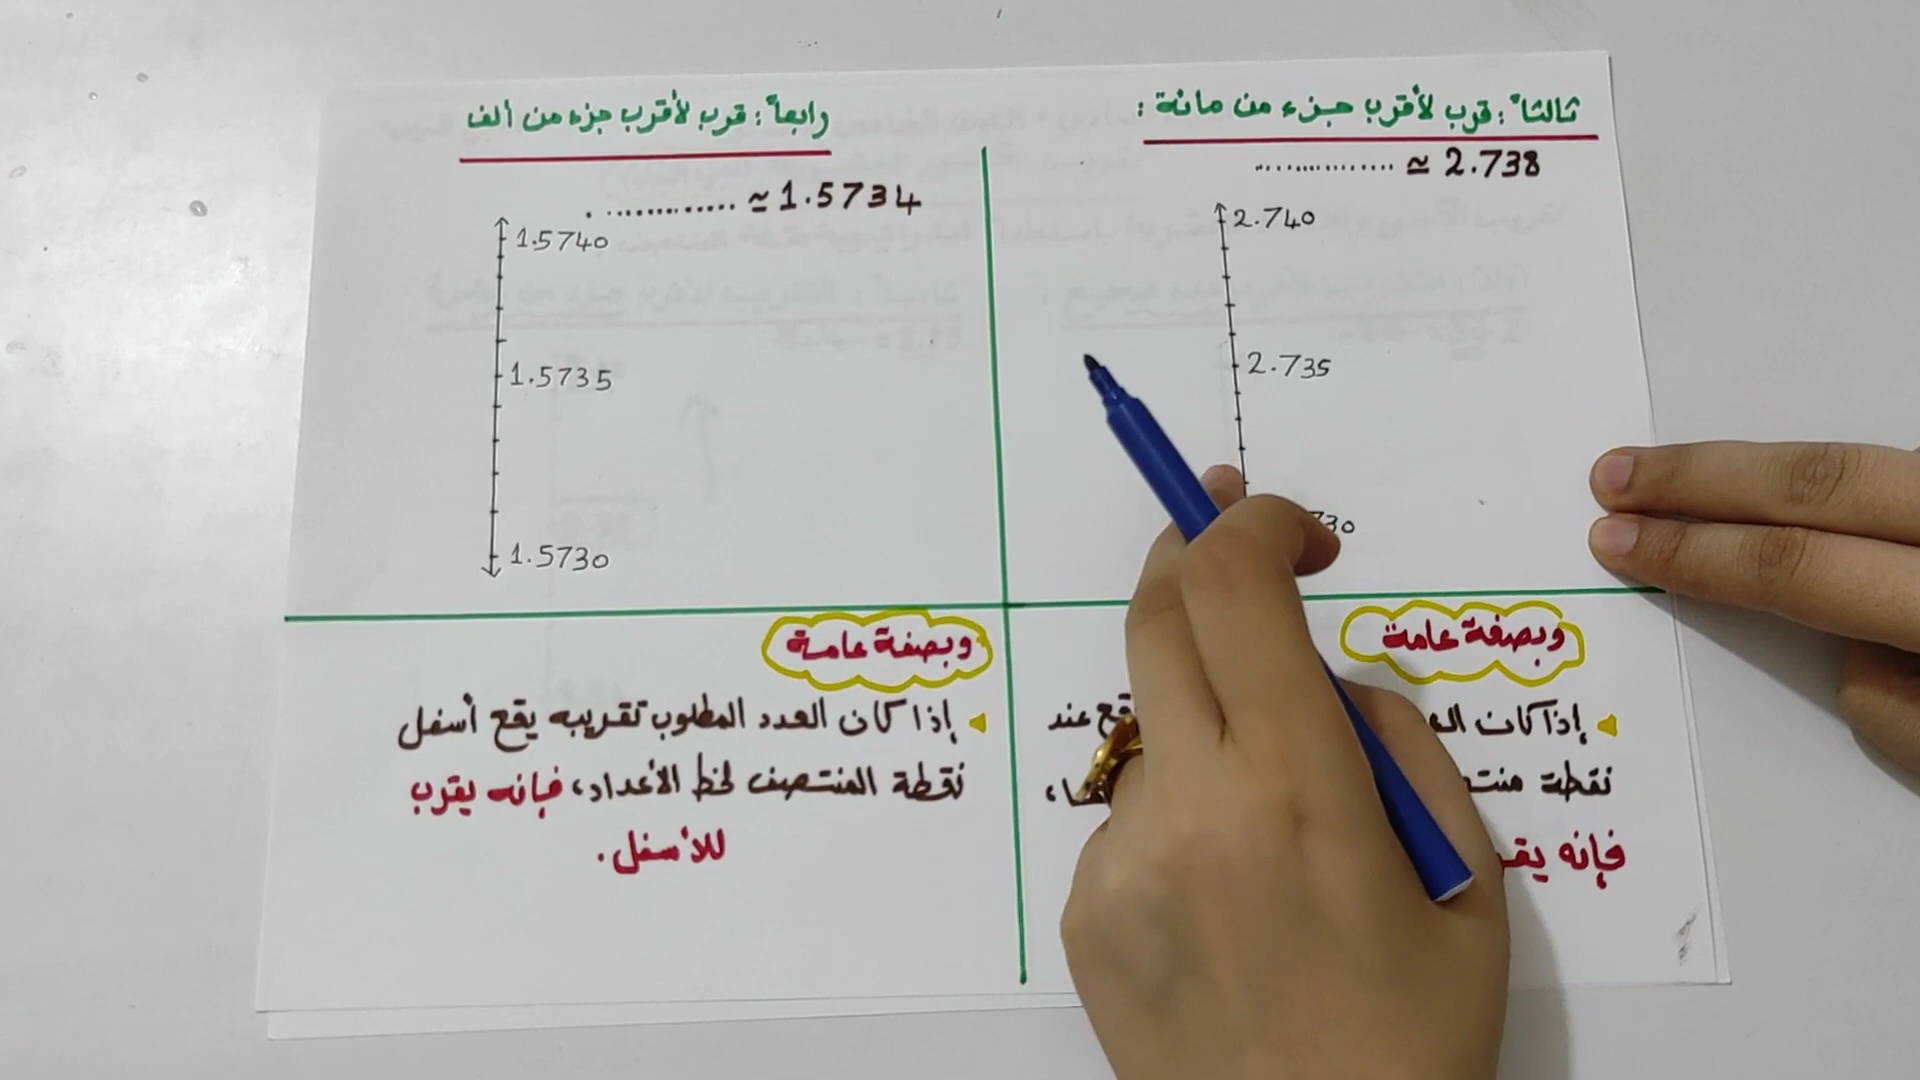 ثالثاً : قرب لأقرب جزء من مائة :
2.738 ≃ ...............
2.740
2.735
730
رابعاً : قرب لأقرب جزء من ألف
1.5734 ≃ ...............
1.5740
1.5735
1.5730
وبصفة عامة
إذا كان عند
نقطة
فإنه
وبصفة عامة
إذا كان العدد المطلوب تقريبه يقع أسفل
نقطة المنتصف لخط الأعداد، فإنه يقرب
للأسفل .